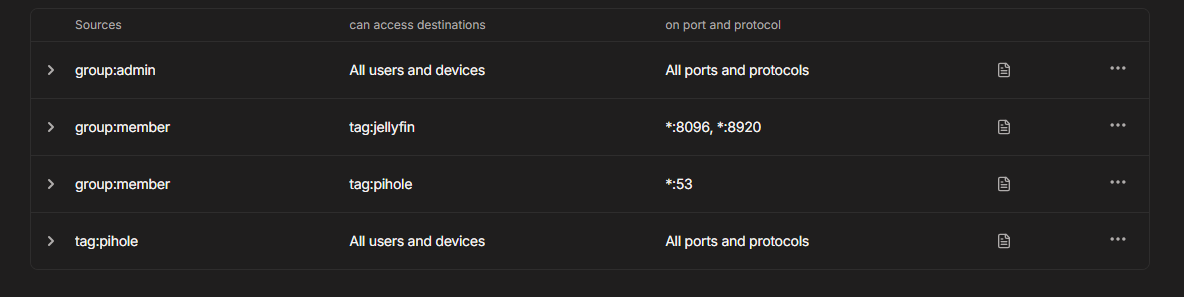 Sources can access destinations on port and protocol
group:admin All users and devices All ports and protocols
group:member tag:jellyfin *:8096, *:8920
group:member tag:pihole *:53
tag:pihole All users and devices All ports and protocols